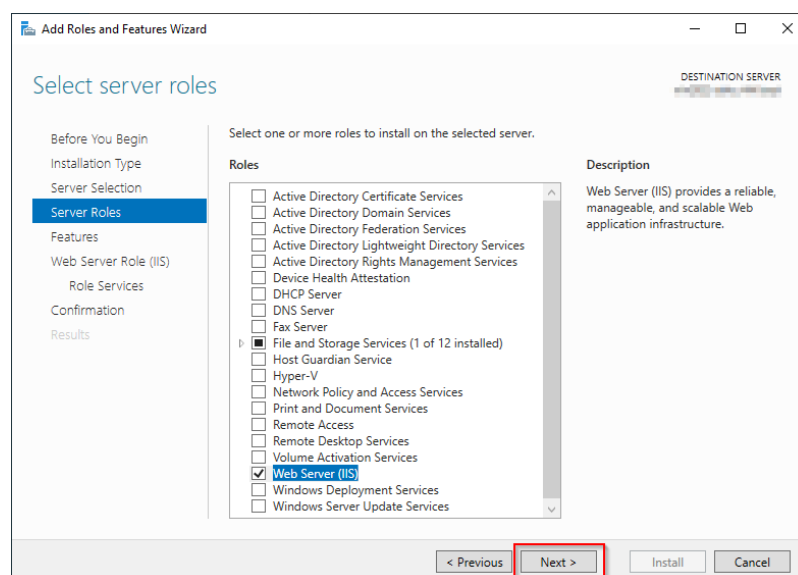 Add Roles and Features Wizard
Select server roles
DESTINATION SERVER
Before You Begin
Installation Type
Server Selection
Server Roles
Features
Web Server Role (IIS)
Role Services
Confirmation
Results
Select one or more roles to install on the selected server.
Roles
Active Directory Certificate Services
Active Directory Domain Services
Active Directory Federation Services
Active Directory Lightweight Directory Services
Active Directory Rights Management Services
Device Health Attestation
DHCP Server
DNS Server
Fax Server
File and Storage Services (1 of 12 installed)
Host Guardian Service
Hyper-V
Network Policy and Access Services
Print and Document Services
Remote Access
Remote Desktop Services
Volume Activation Services
Web Server (IIS)
Windows Deployment Services
Windows Server Update Services
Description
Web Server (IIS) provides a reliable,
manageable, and scalable Web
application infrastructure.
< Previous
Next >
Install
Cancel